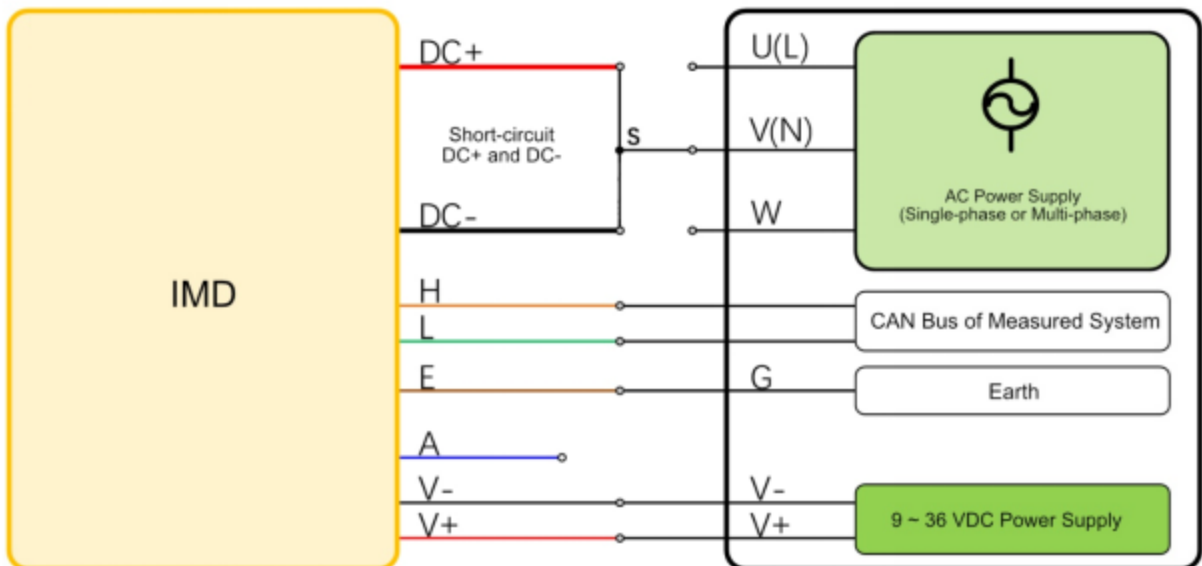 DC+
U(L)
Short-circuit
DC+ and DC-
S
V(N)
AC Power Supply
(Single-phase or Multi-phase)
DC-
W
IMD
H
L
CAN Bus of Measured System
E
G
Earth
A
V-
V-
V+
V+
9 ~ 36 VDC Power Supply